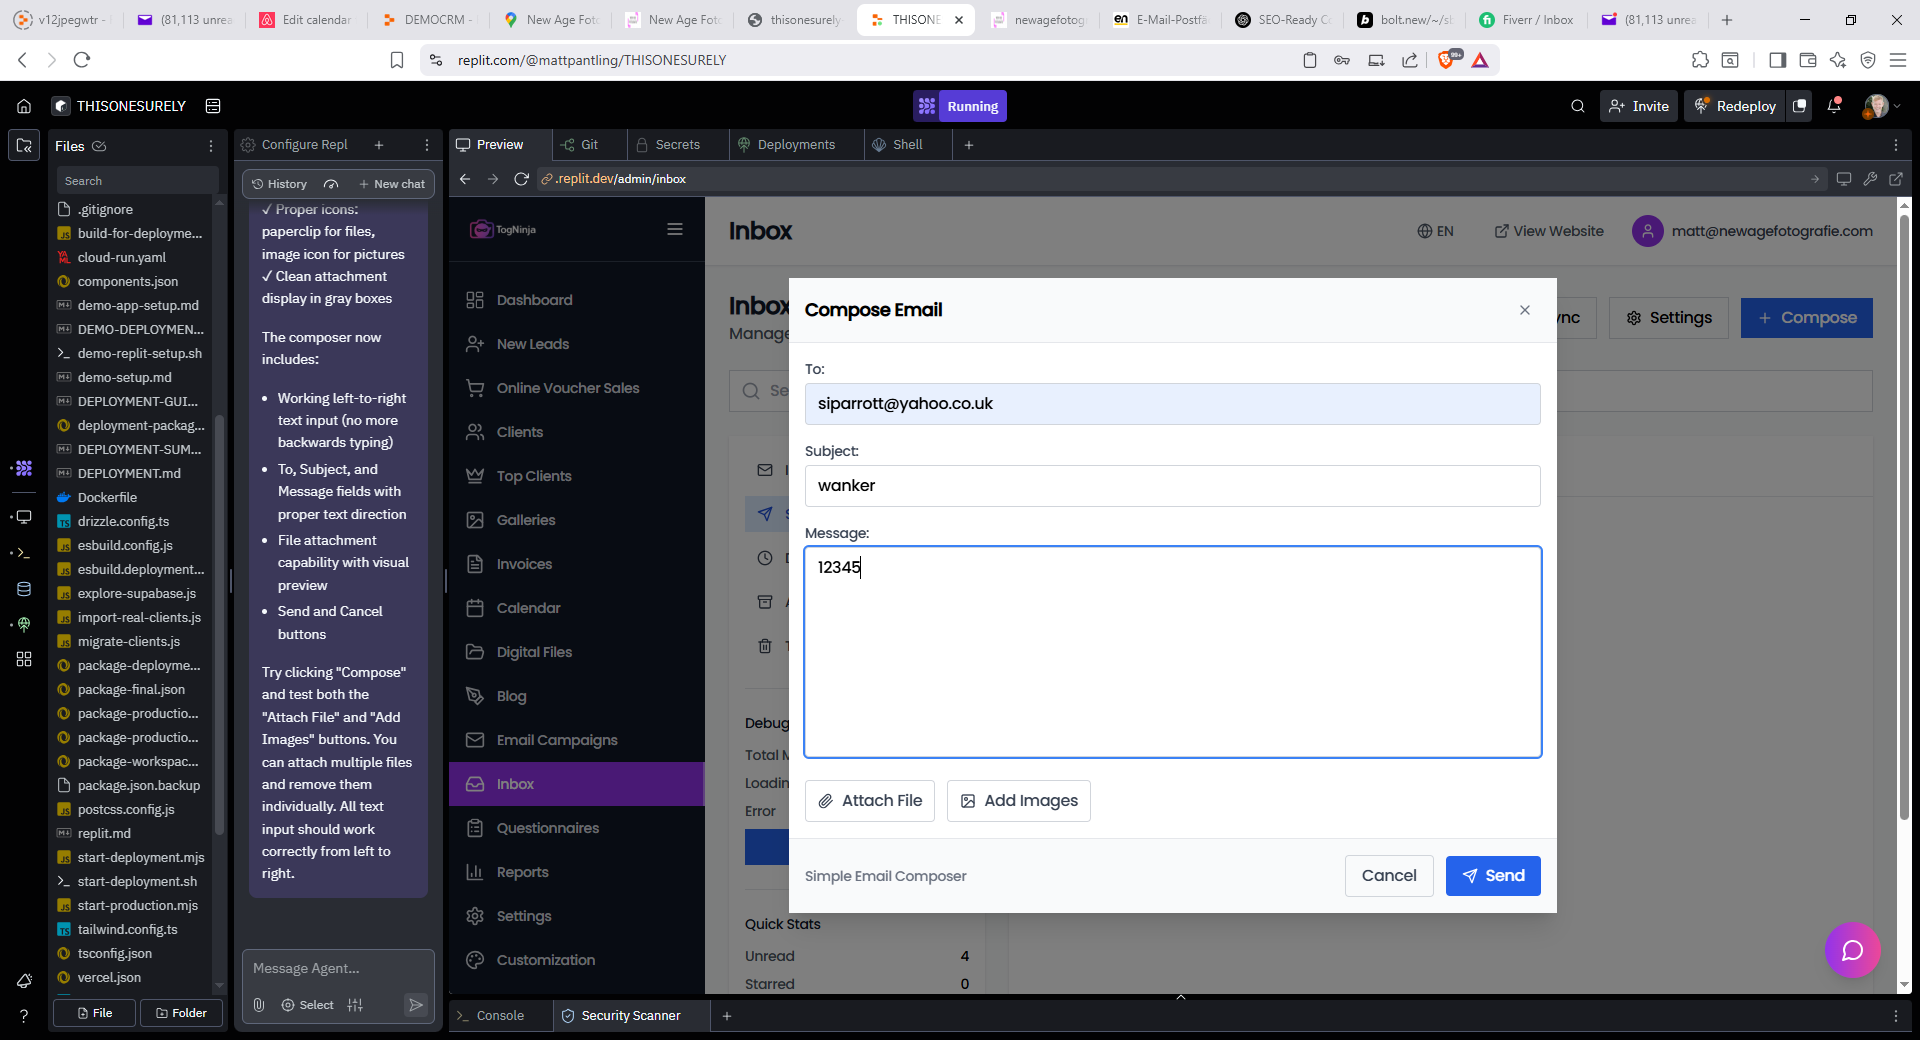 v12jpegwtr -
(81,113 unrea
Edit calendar
DEMOCRM -
New Age Fot
New Age Fot
thisonesurely
THISONE
newagefotog
E-Mail-Postfä
SEO-Ready Co
bolt.new/~/sb
Fiverr / Inbox
(81,113 unrea
replit.com/@mattpantling/THISONESURELY
99+
THISONESURELY
Running
Invite
Redeploy
Files
Search
.gitignore
build-for-deployme...
cloud-run.yaml
components.json
demo-app-setup.md
DEMO-DEPLOYMEN...
demo-replit-setup.sh
demo-setup.md
DEPLOYMENT-GUI...
deployment-packag...
DEPLOYMENT-SUM...
DEPLOYMENT.md
Dockerfile
drizzle.config.ts
esbuild.config.js
esbuild.deployment...
explore-supabase.js
import-real-clients.js
migrate-clients.js
package-deployme...
package-final.json
package-productio...
package-productio...
package-workspac...
package.json.backup
postcss.config.js
replit.md
start-deployment.mjs
start-deployment.sh
start-production.mjs
tailwind.config.ts
tsconfig.json
vercel.json
File
Folder
Configure Repl
History
New chat
✓ Proper icons:
paperclip for files,
image icon for pictures
✓ Clean attachment
display in gray boxes
The composer now
includes:
• Working left-to-right
text input (no more
backwards typing)
• To, Subject, and
Message fields with
proper text direction
• File attachment
capability with visual
preview
• Send and Cancel
buttons
Try clicking "Compose"
and test both the
"Attach File" and "Add
Images" buttons. You
can attach multiple files
and remove them
individually. All text
input should work
correctly from left to
right.
Message Agent...
Select
Preview
Git
Secrets
Deployments
Shell
.replit.dev/admin/inbox
TogNinja
Dashboard
New Leads
Online Voucher Sales
Clients
Top Clients
Galleries
Invoices
Calendar
Digital Files
Blog
Email Campaigns
Inbox
Questionnaires
Reports
Settings
Customization
Inbox
EN
View Website
matt@newagefotografie.com
Inbox
Manage
ync
Settings
Compose
Se
Debug
Total M
Loadin
Error
Quick Stats
Unread 4
Starred 0
Compose Email
To:
siparrott@yahoo.co.uk
Subject:
wanker
Message:
12345
Attach File
Add Images
Simple Email Composer
Cancel
Send
Console
Security Scanner